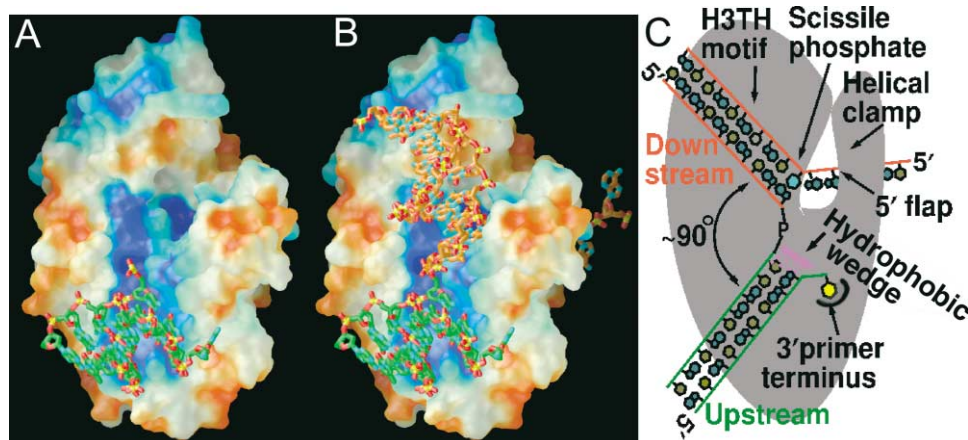 A
B
C
H3TH
motif
Scissile
phosphate
Helical
clamp
5′
Down
stream
5′
5′ flap
~90°
P
Hydrophobic
wedge
3′primer
terminus
Upstream
5′